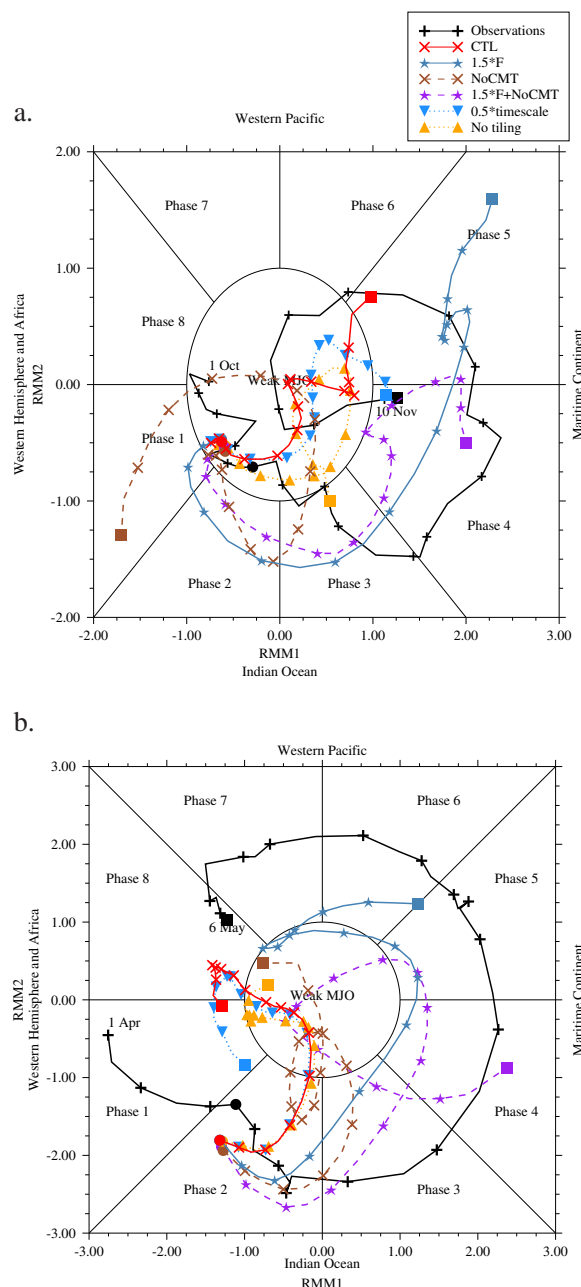 Observations
CTL
1.5*F
NoCMT
1.5*F+NoCMT
0.5*timescale
No tiling
a.
Western Pacific
2.00
Phase 7
Phase 6
Phase 5
1.00
Phase 8
1 Oct
Weak MJO
0.00
10 Nov
Phase 1
-1.00
Phase 4
Phase 2
Phase 3
-2.00
-2.00
-1.00
0.00
1.00
2.00
3.00
RMM1
Indian Ocean
Western Hemisphere and Africa
RMM2
Maritime Continent
b.
Western Pacific
3.00
Phase 7
Phase 6
2.00
Phase 8
Phase 5
1.00
6 May
Weak MJO
0.00
1 Apr
-1.00
Phase 1
Phase 4
-2.00
Phase 2
Phase 3
-3.00
-3.00
-2.00
-1.00
0.00
1.00
2.00
3.00
Indian Ocean
RMM1
RMM2
Western Hemisphere and Africa
Maritime Continent